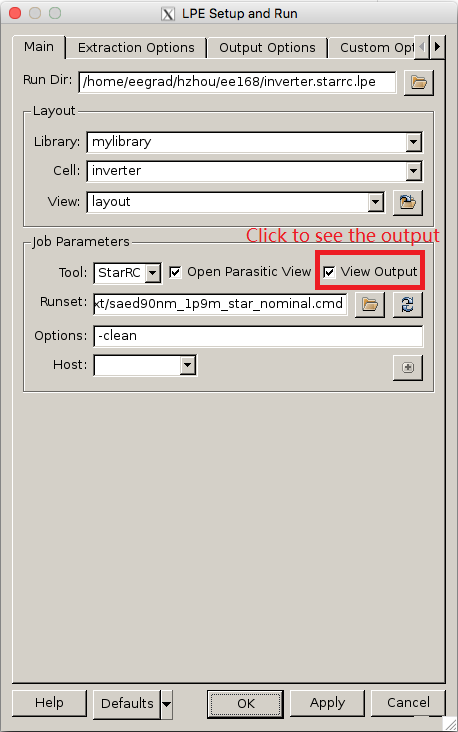 LPE Setup and Run
Main Extraction Options Output Options Custom Opt
Run Dir: /home/eegrad/hzhou/ee168/inverter.starrc.lpe
Layout
Library: mylibrary
Cell: inverter
View: layout
Click to see the output
Job Parameters
Tool: StarRC Open Parasitic View View Output
Runset: xt/saed90nm_1p9m_star_nominal.cmd
Options: -clean
Host:
Help Defaults OK Apply Cancel